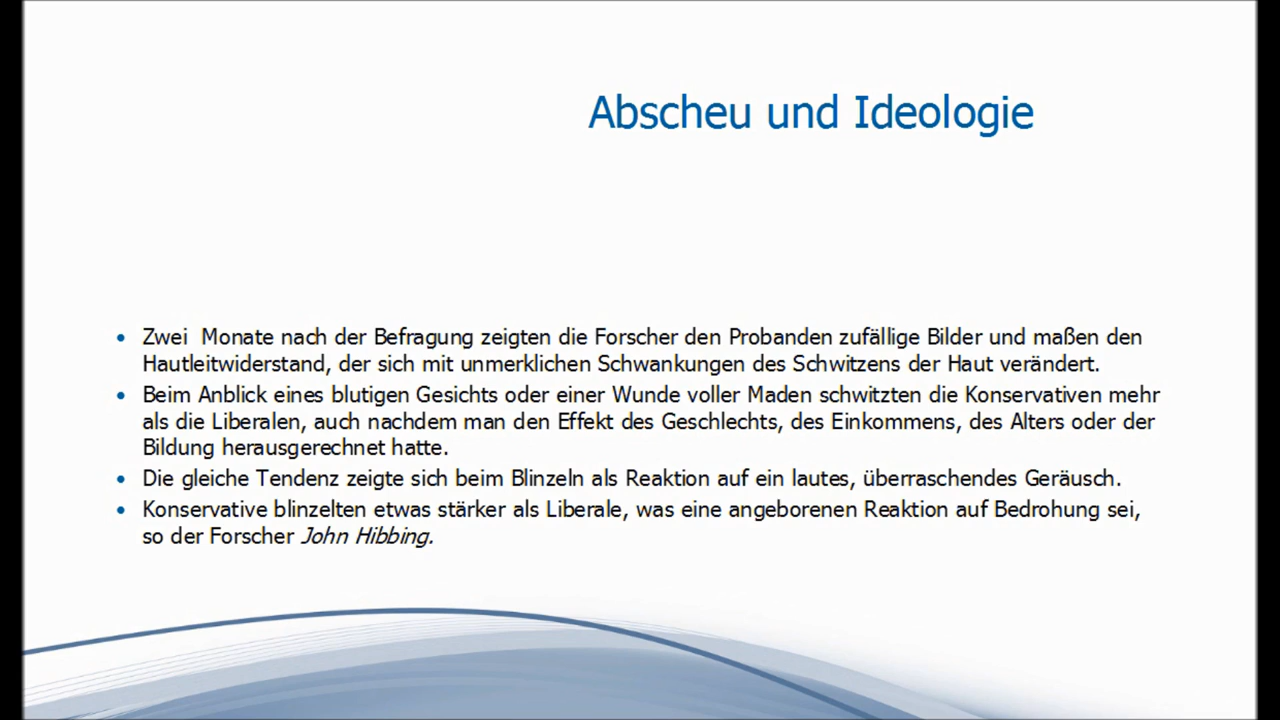 Abscheu und Ideologie
• Zwei  Monate nach der Befragung zeigten die Forscher den Probanden zufällige Bilder und maßen den
Hautleitwiderstand, der sich mit unmerklichen Schwankungen des Schwitzens der Haut verändert.
• Beim Anblick eines blutigen Gesichts oder einer Wunde voller Maden schwitzten die Konservativen mehr
als die Liberalen, auch nachdem man den Effekt des Geschlechts, des Einkommens, des Alters oder der
Bildung herausgerechnet hatte.
• Die gleiche Tendenz zeigte sich beim Blinzeln als Reaktion auf ein lautes, überraschendes Geräusch.
• Konservative blinzelten etwas stärker als Liberale, was eine angeborenen Reaktion auf Bedrohung sei,
so der Forscher John Hibbing.